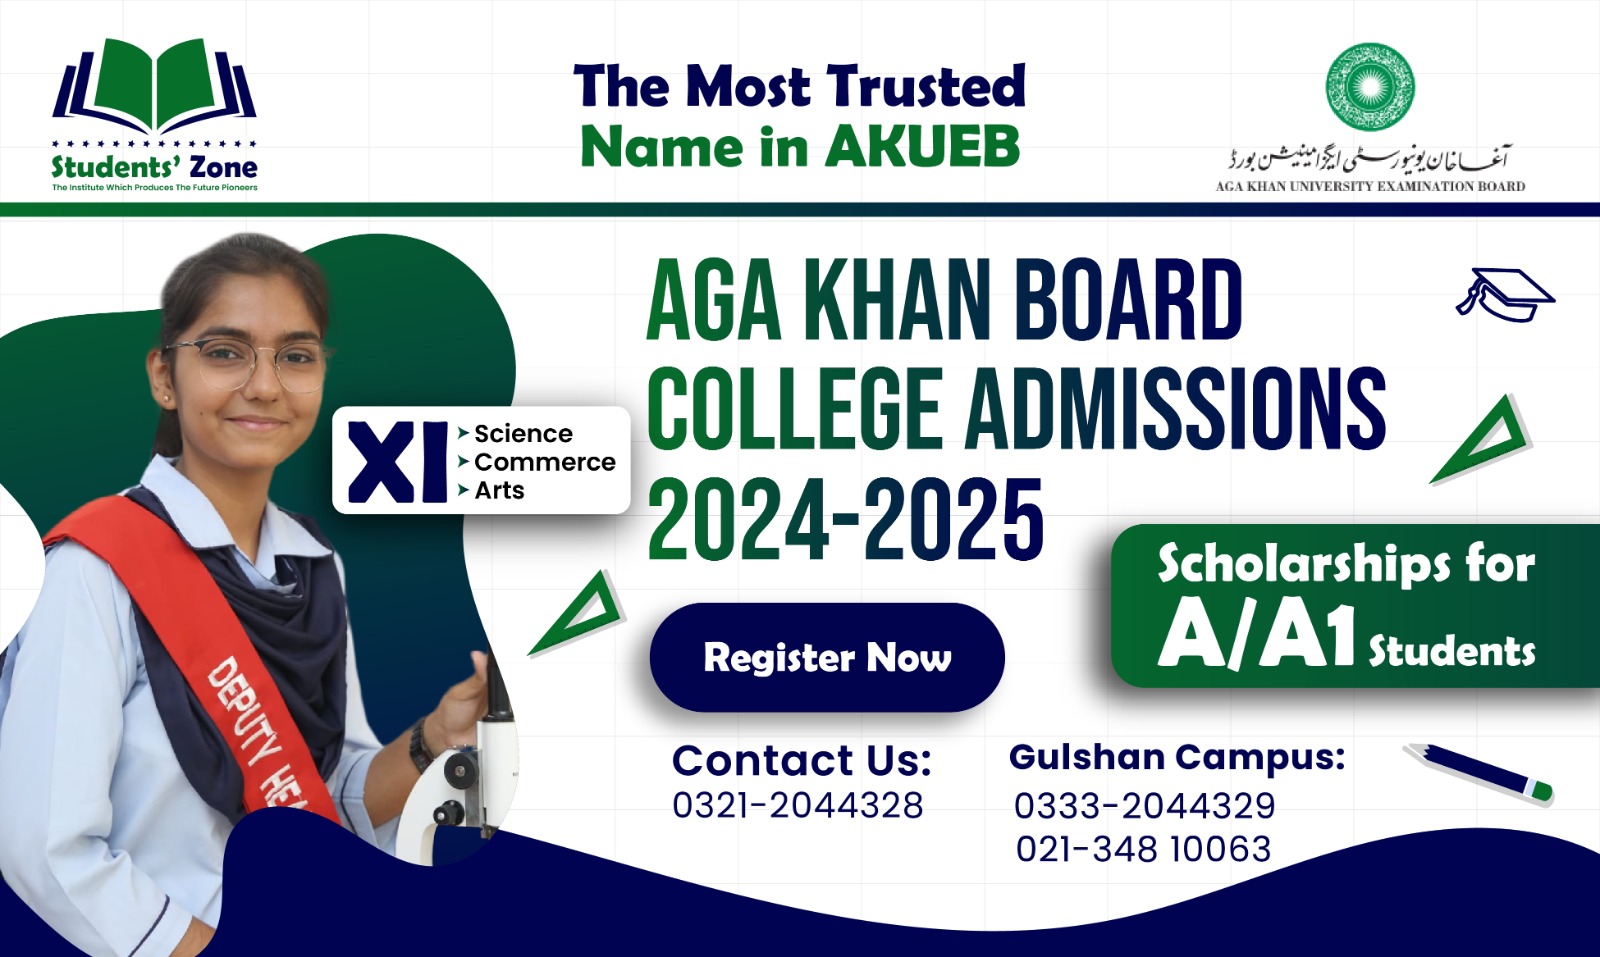 Students' Zone
The Institute Which Produces The Future Pioneers
The Most Trusted
Name in AKUEB
آغا خان یونیورسٹی ایگزامینیشن بورڈ
AGA KHAN UNIVERSITY EXAMINATION BOARD
AGA KHAN BOARD
COLLEGE ADMISSIONS
2024-2025
XI
Science
Commerce
Arts
Scholarships for
A/A1 Students
Register Now
DEPUTY HEA
Contact Us:
0321-2044328
Gulshan Campus:
0333-2044329
021-348 10063